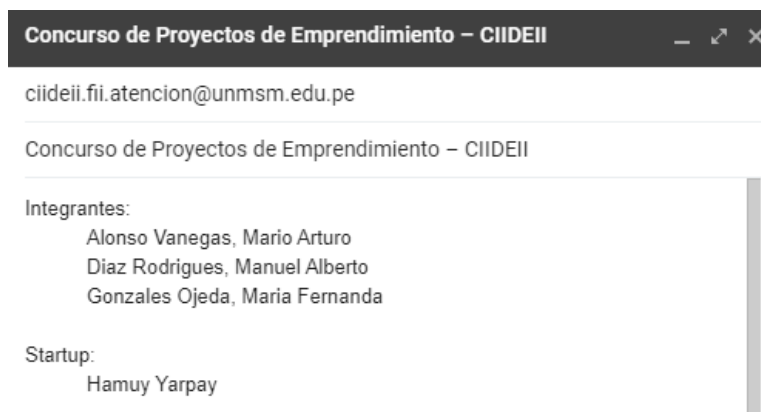 Concurso de Proyectos de Emprendimiento – CIIDEII
ciideii.fii.atencion@unmsm.edu.pe
Concurso de Proyectos de Emprendimiento – CIIDEII
Integrantes:
Alonso Vanegas, Mario Arturo
Diaz Rodrigues, Manuel Alberto
Gonzales Ojeda, Maria Fernanda
Startup:
Hamuy Yarpay